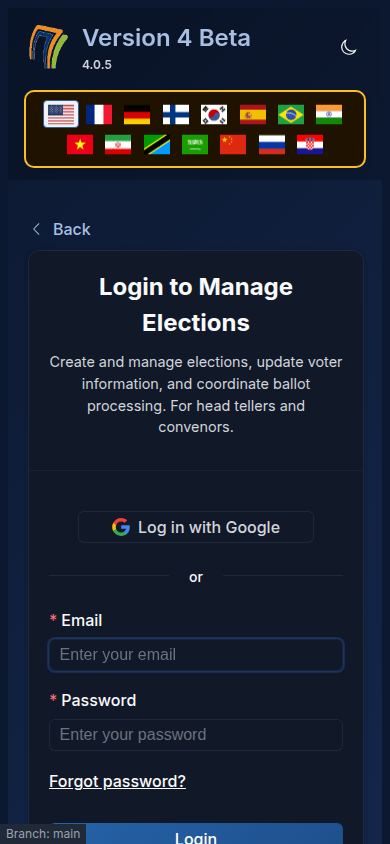 Version 4 Beta
4.0.5
Back
Login to Manage
Elections
Create and manage elections, update voter
information, and coordinate ballot
processing. For head tellers and
convenors.
Log in with Google
or
* Email
Enter your email
* Password
Enter your password
Forgot password?
Login
Branch: main